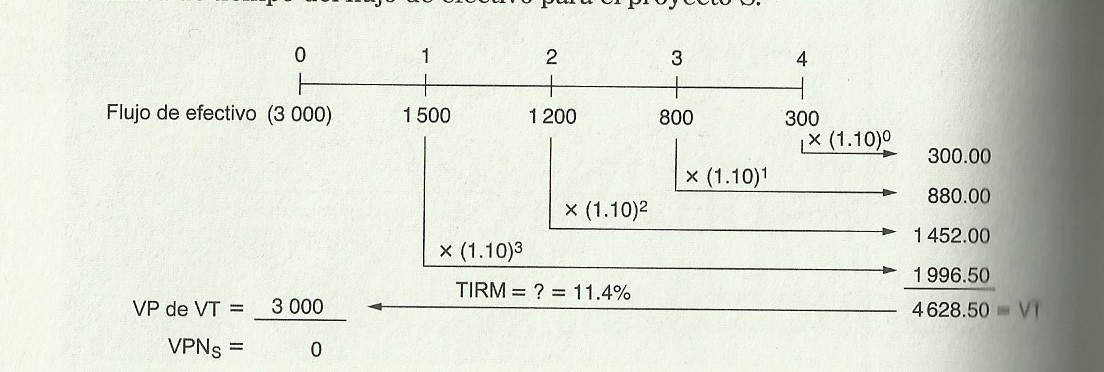 0 1 2 3 4
Flujo de efectivo (3 000) 1 500 1 200 800 300
× (1.10)⁰ 300.00
× (1.10)¹ 880.00
× (1.10)² 1 452.00
× (1.10)³ 1 996.50
TIRM = ? = 11.4%
VP de VT = 3 000 4 628.50 = VT
VPN_S = 0